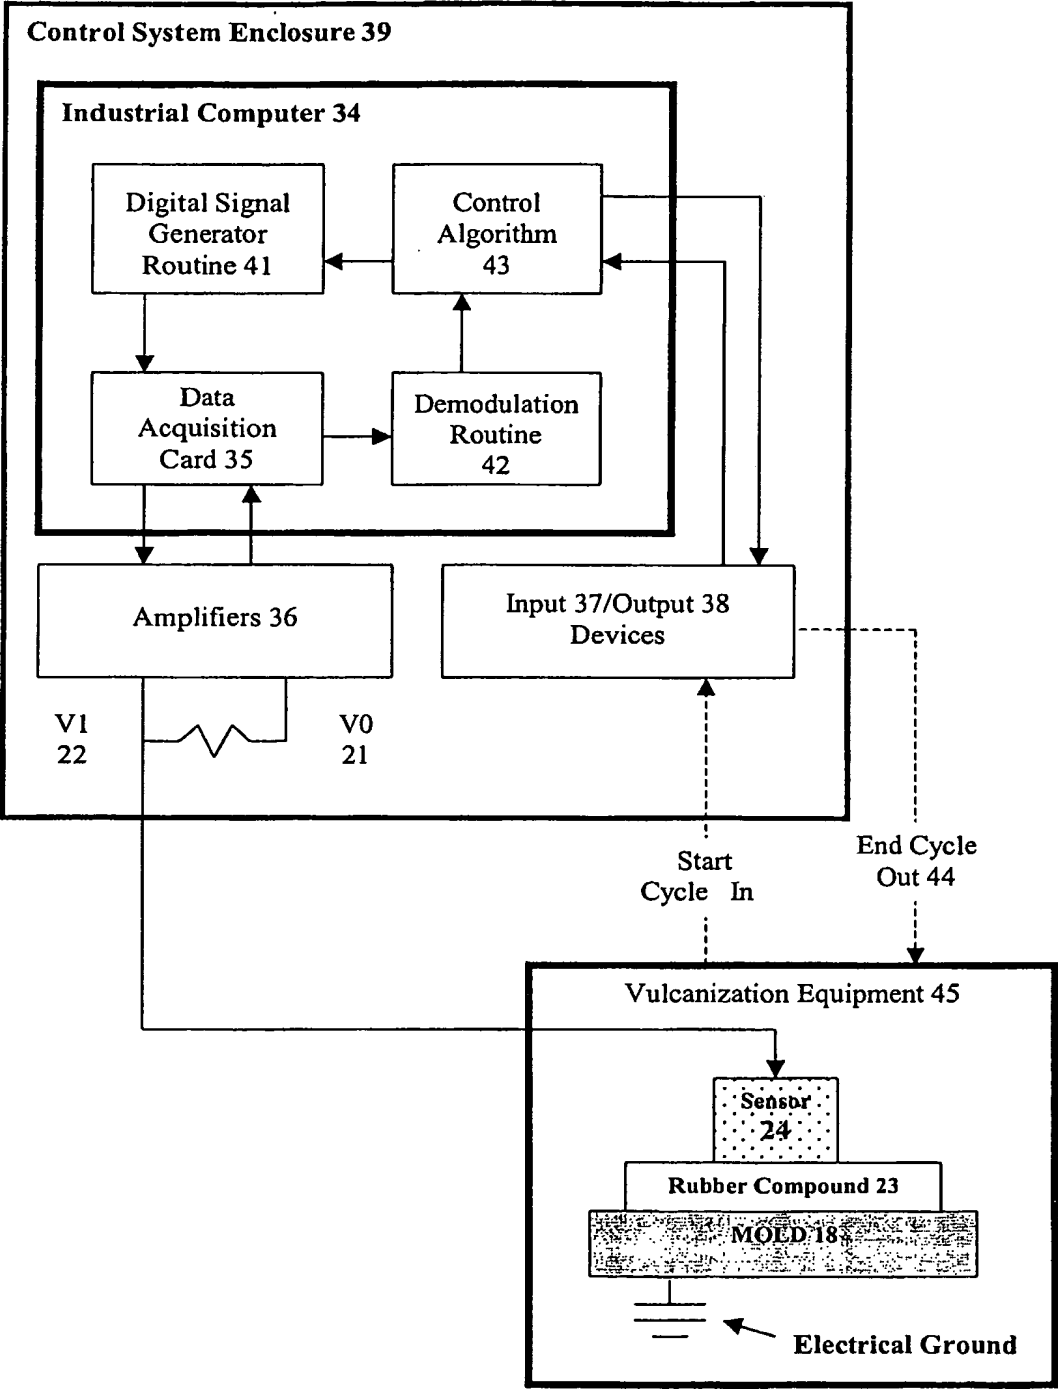 Control System Enclosure 39
Industrial Computer 34
Digital Signal
Generator
Routine 41
Control
Algorithm
43
Data
Acquisition
Card 35
Demodulation
Routine
42
Amplifiers 36
Input 37/Output 38
Devices
V1
22
V0
21
Start
Cycle In
End Cycle
Out 44
Vulcanization Equipment 45
Sensor
24
Rubber Compound 23
MOLD 18
Electrical Ground